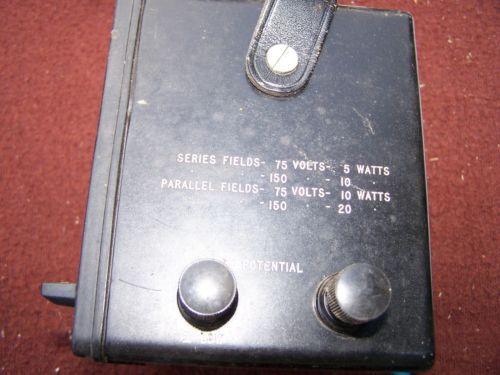 SERIES FIELDS- 75 VOLTS- 5 WATTS
" -150 " - 10 "
PARALLEL FIELDS- 75 VOLTS- 10 WATTS
" -150 " - 20 "
POTENTIAL